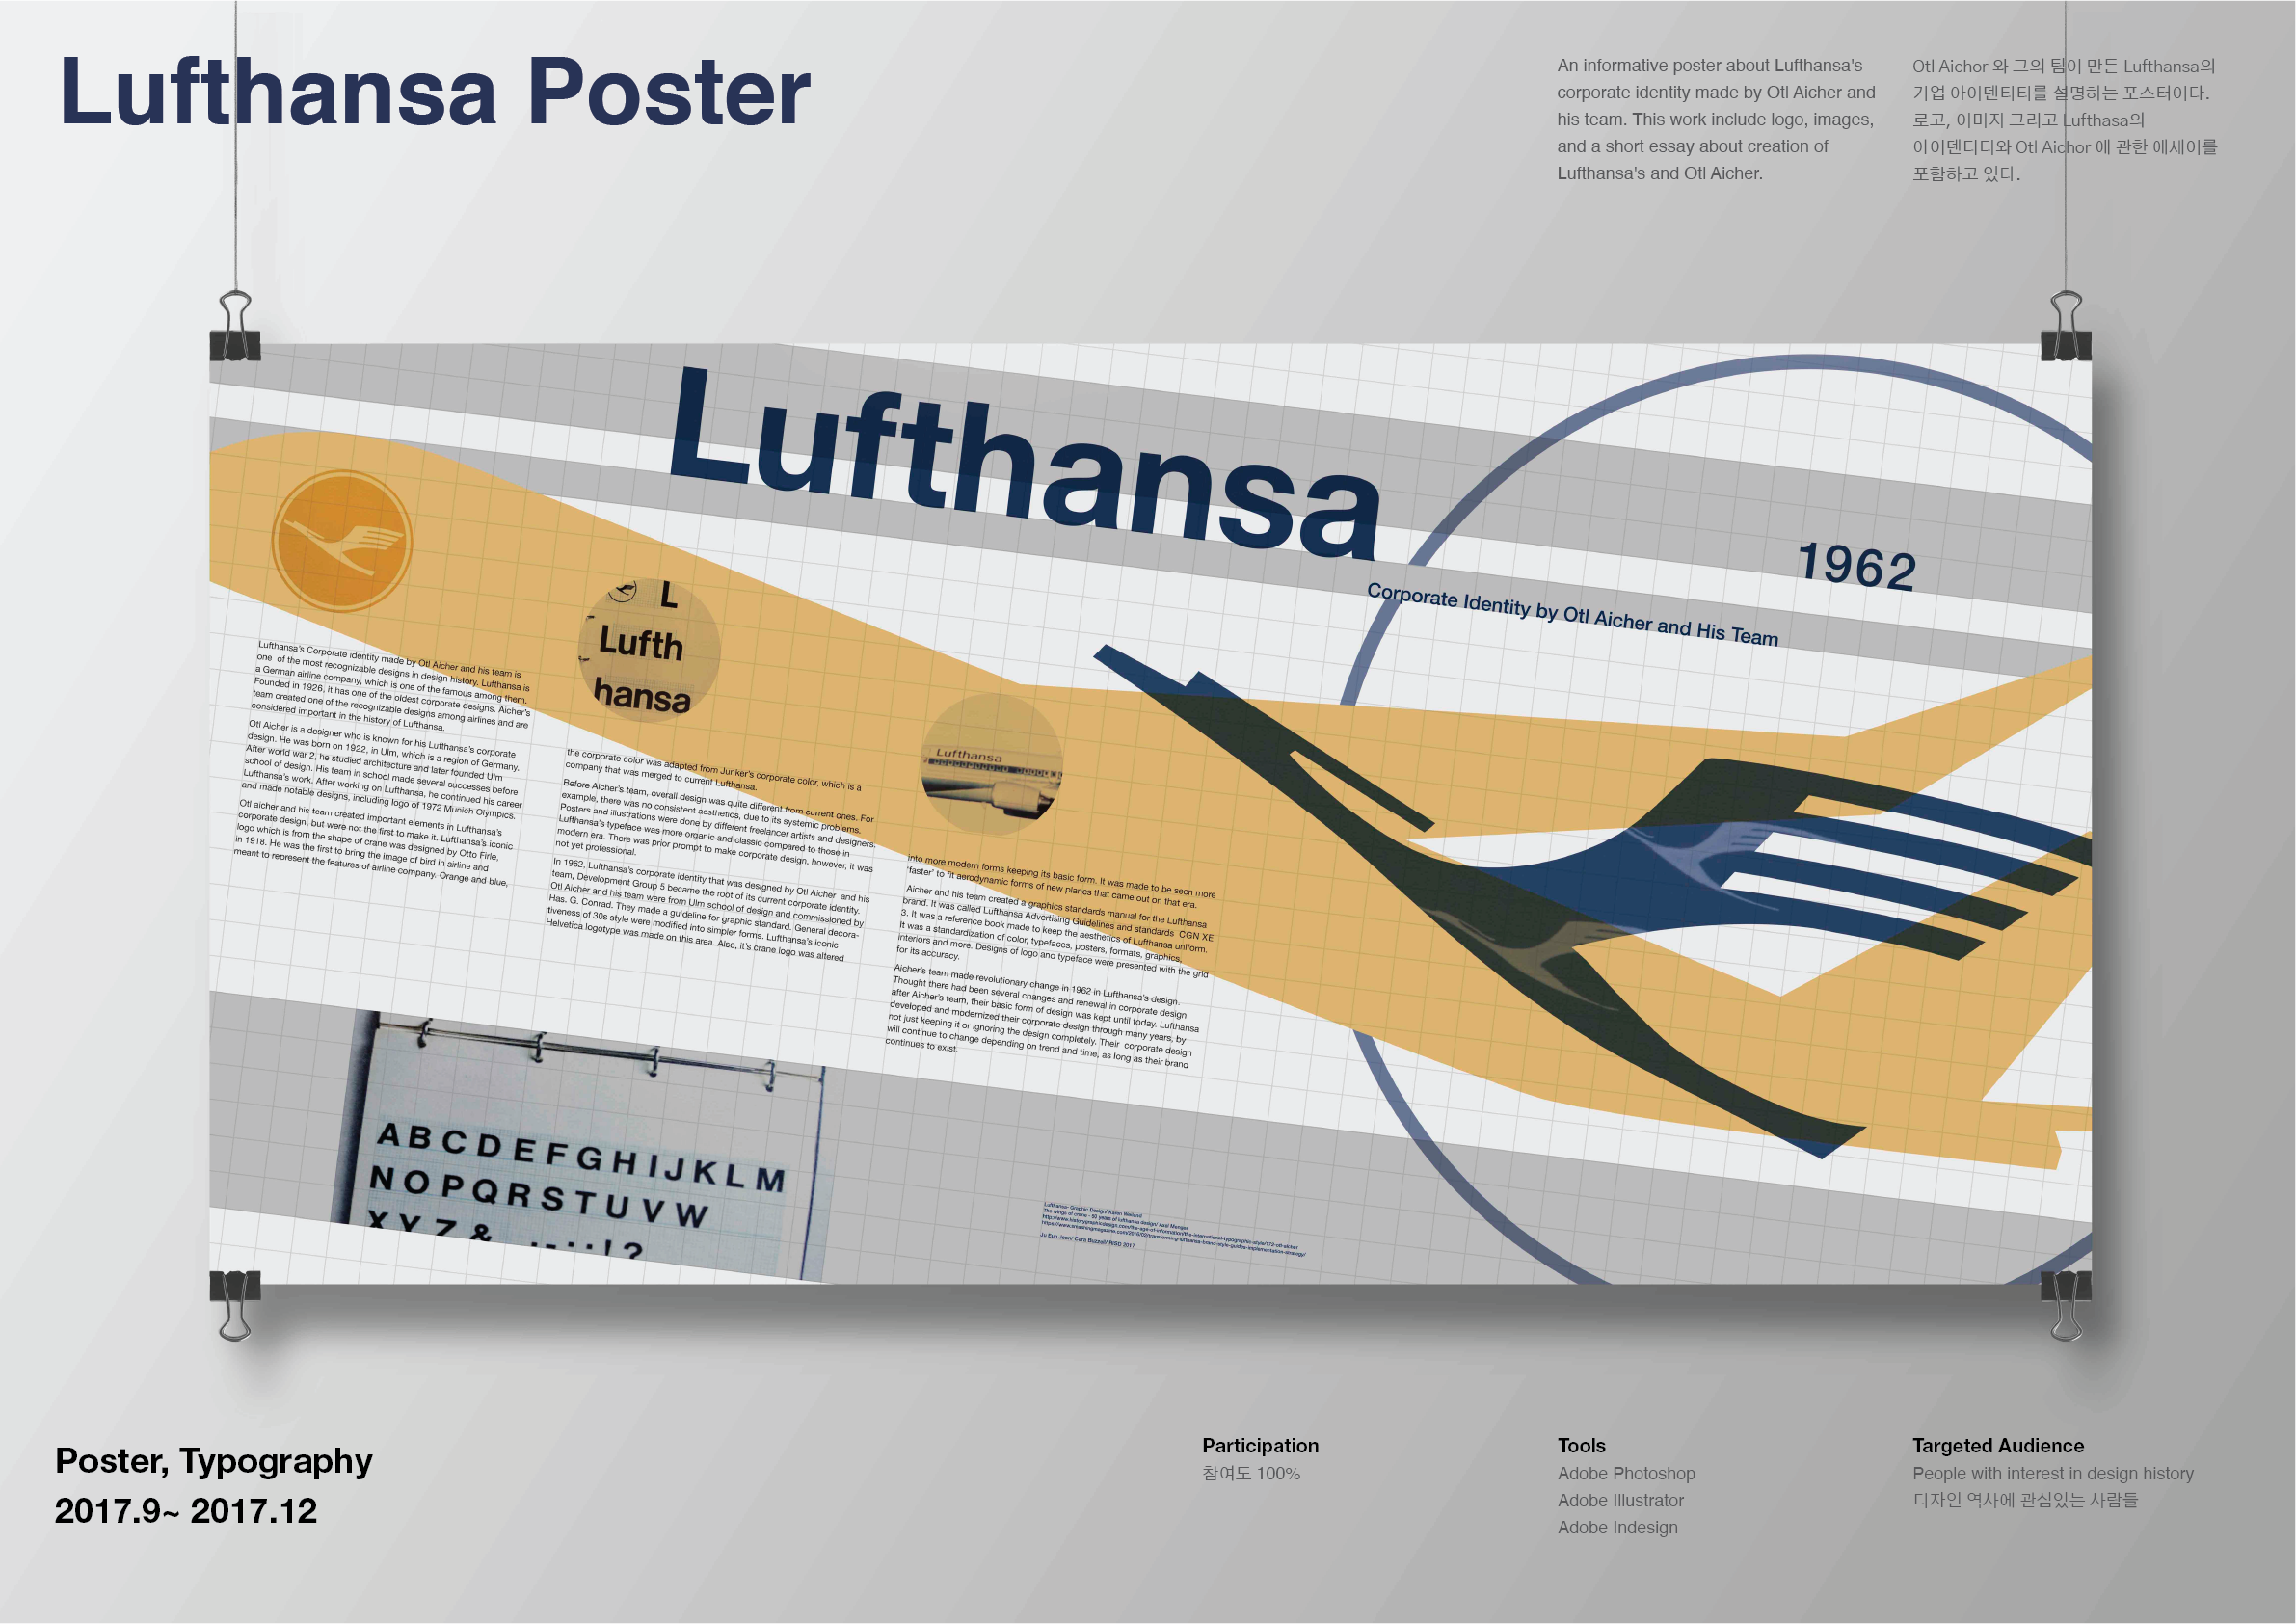 Lufthansa Poster
An informative poster about Lufthansa's
corporate identity made by Otl Aicher and
his team. This work include logo, images,
and a short essay about creation of
Lufthansa's and Otl Aicher.
Otl Aichor 와 그의 팀이 만든 Lufthansa의
기업 아이덴티티를 설명하는 포스터이다.
로고, 이미지 그리고 Lufthasa의
아이덴티티와 Otl Aichor 에 관한 에세이를
포함하고 있다.
Lufthansa
1962
Corporate Identity by Otl Aicher and His Team
L
Lufth
hansa
Lufthansa
Lufthansa's Corporate identity made by Otl Aicher and his team is
one of the most recognizable designs in design history. Lufthansa is
a German airline company, which is one of the famous among them.
Founded in 1926, it has one of the oldest corporate designs. Aicher's
team created one of the recognizable designs among airlines and are
considered important in the history of Lufthansa.
Otl Aicher is a designer who is known for his Lufthansa's corporate
design. He was born on 1922, in Ulm, which is a region of Germany.
After world war 2, he studied architecture and later founded Ulm
school of design. His team in school made several successes before
Lufthansa's work. After working on Lufthansa, he continued his career
and made notable designs, including logo of 1972 Munich Olympics.
Otl aicher and his team created important elements in Lufthansa's
corporate design, but were not the first to make it. Lufthansa's iconic
logo which is from the shape of crane was designed by Otto Firle,
in 1918. He was the first to bring the image of bird in airline and
meant to represent the features of airline company. Orange and blue,
the corporate color was adapted from Junker's corporate color, which is a
company that was merged to current Lufthansa.
Before Aicher's team, overall design was quite different from current ones. For
example, there was no consistent aesthetics, due to its systemic problems.
Posters and illustrations were done by different freelancer artists and designers.
Lufthansa's typeface was more organic and classic compared to those in
modern era. There was prior prompt to make corporate design, however, it was
not yet professional.
In 1962, Lufthansa's corporate identity that was designed by Otl Aicher and his
team, Development Group 5 became the root of its current corporate identity.
Otl Aicher and his team were from Ulm school of design and commissioned by
Has. G. Conrad. They made a guideline for graphic standard. General decora-
tiveness of 30s style were modified into simpler forms. Lufthansa's iconic
Helvetica logotype was made on this area. Also, it's crane logo was altered
into more modern forms keeping its basic form. It was made to be seen more
'faster' to fit aerodynamic forms of new planes that came out on that era.
Aicher and his team created a graphics standards manual for the Lufthansa
brand. It was called Lufthansa Advertising Guidelines and standards CGN XE
3. It was a reference book made to keep the aesthetics of Lufthansa uniform.
It was a standardization of color, typefaces, posters, formats, graphics,
interiors and more. Designs of logo and typeface were presented with the grid
for its accuracy.
Aicher's team made revolutionary change in 1962 in Lufthansa's design.
Thought there had been several changes and renewal in corporate design
after Aicher's team, their basic form of design was kept until today. Lufthansa
developed and modernized their corporate design through many years, by
not just keeping it or ignoring the design completely. Their corporate design
will continue to change depending on trend and time, as long as their brand
continues to exist.
ABCDEFGHIJKLM
NOPQRSTUVW
XYZ& .-.:!?
Lufthansa- Graphic Design/ Karen Weiland
Poster, Typography
2017.9~ 2017.12
Participation
참여도 100%
Tools
Adobe Photoshop
Adobe Illustrator
Adobe Indesign
Targeted Audience
People with interest in design history
디자인 역사에 관심있는 사람들